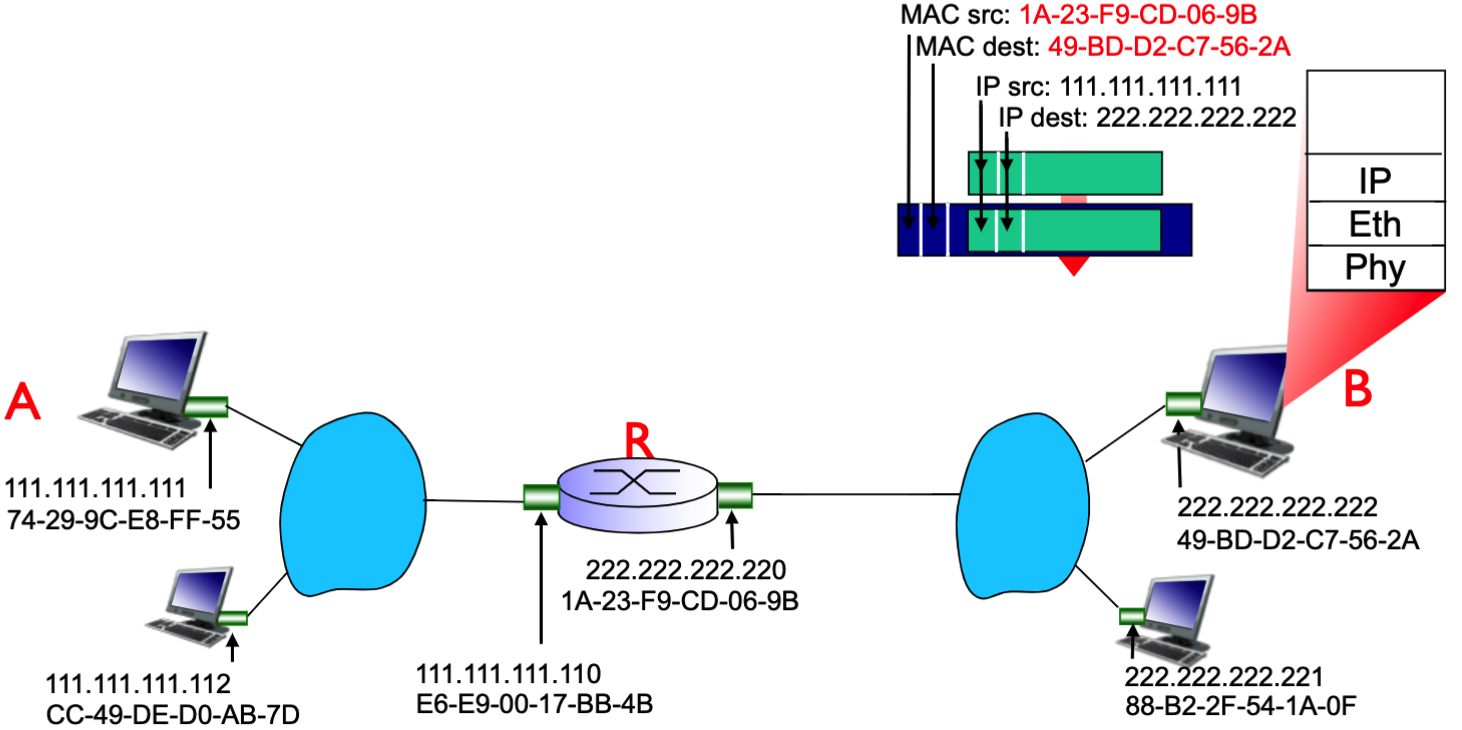 MAC src: 1A-23-F9-CD-06-9B
MAC dest: 49-BD-D2-C7-56-2A
IP src: 111.111.111.111
IP dest: 222.222.222.222
IP
Eth
Phy
A
R
B
111.111.111.111
74-29-9C-E8-FF-55
222.222.222.222
49-BD-D2-C7-56-2A
222.222.222.220
1A-23-F9-CD-06-9B
111.111.111.112
CC-49-DE-D0-AB-7D
111.111.111.110
E6-E9-00-17-BB-4B
222.222.222.221
88-B2-2F-54-1A-0F